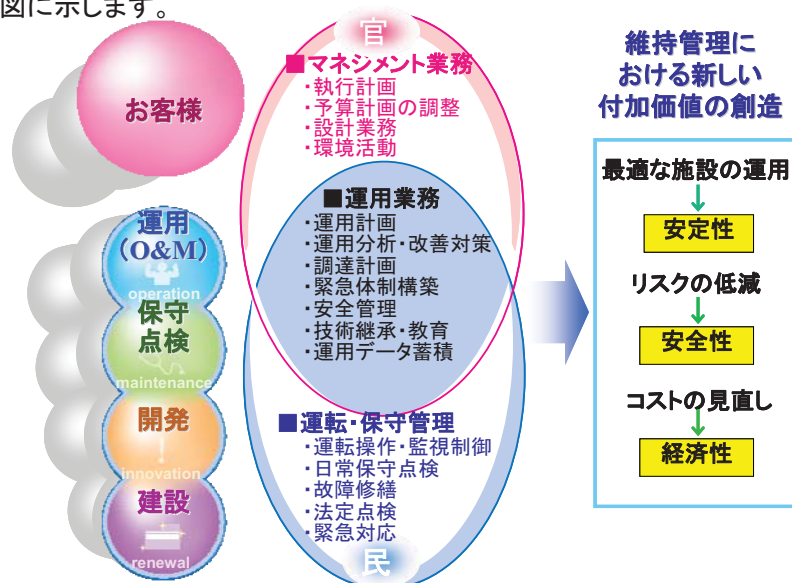 図に示します。
官
■マネジメント業務
・執行計画
・予算計画の調整
・設計業務
・環境活動
お客様
■運用業務
・運用計画
・運用分析・改善対策
・調達計画
・緊急体制構築
・安全管理
・技術継承・教育
・運用データ蓄積
運用
(O&M)
operation
保守
点検
maintenance
開発
innovation
建設
renewal
■運転・保守管理
・運転操作・監視制御
・日常保守点検
・故障修繕
・法定点検
・緊急対応
民
維持管理に
おける新しい
付加価値の創造
最適な施設の運用
↓
安定性
リスクの低減
↓
安全性
コストの見直し
↓
経済性